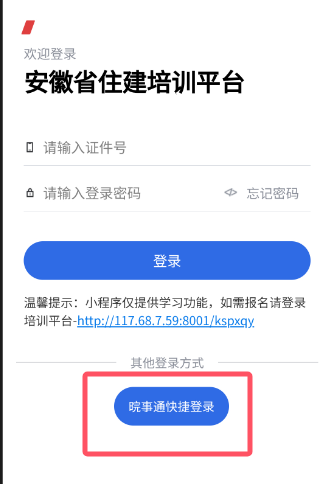 欢迎登录
安徽省住建培训平台
请输入证件号
请输入登录密码
忘记密码
登录
温馨提示：小程序仅提供学习功能，如需报名请登录
培训平台-http://117.68.7.59:8001/kspxqy
其他登录方式
皖事通快捷登录